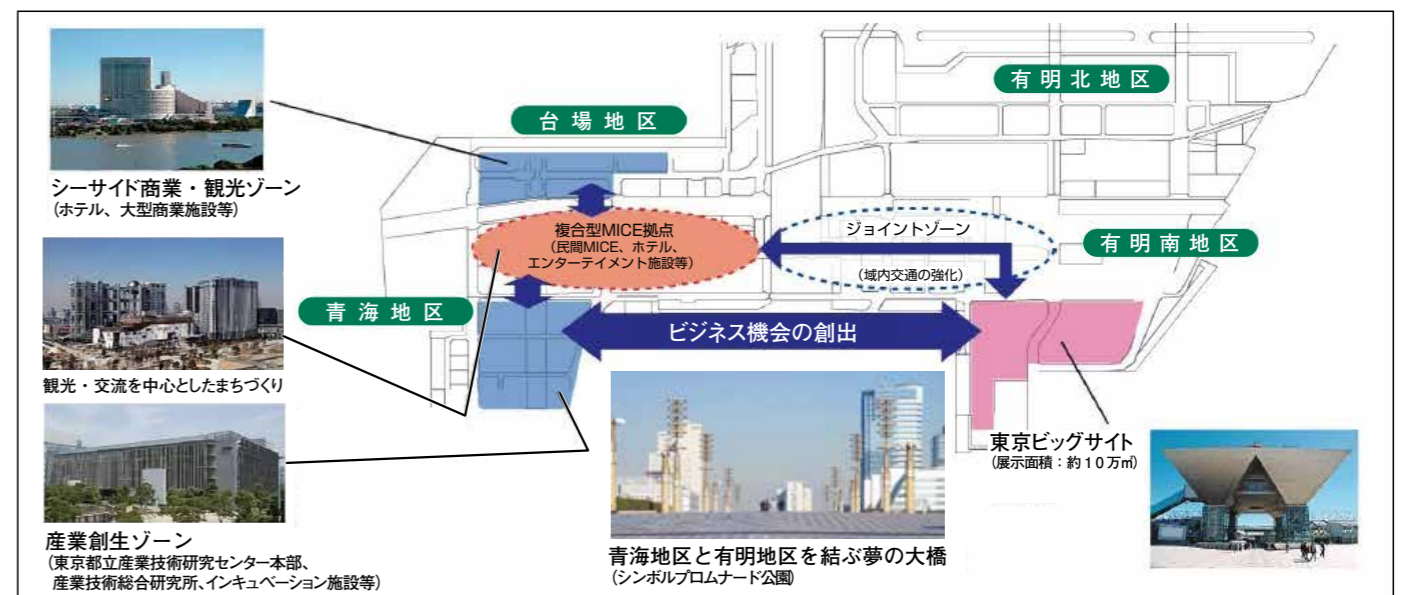 有明北地区
台場地区
シーサイド商業・観光ゾーン
(ホテル、大型商業施設等)
複合型MICE拠点
(民間MICE、ホテル、
エンターテイメント施設等)
ジョイントゾーン
(域内交通の強化)
有明南地区
青海地区
ビジネス機会の創出
観光・交流を中心としたまちづくり
東京ビッグサイト
(展示面積:約10万㎡)
産業創生ゾーン
(東京都立産業技術研究センター本部、
産業技術総合研究所、インキュベーション施設等)
青海地区と有明地区を結ぶ夢の大橋
(シンボルプロムナード公園)